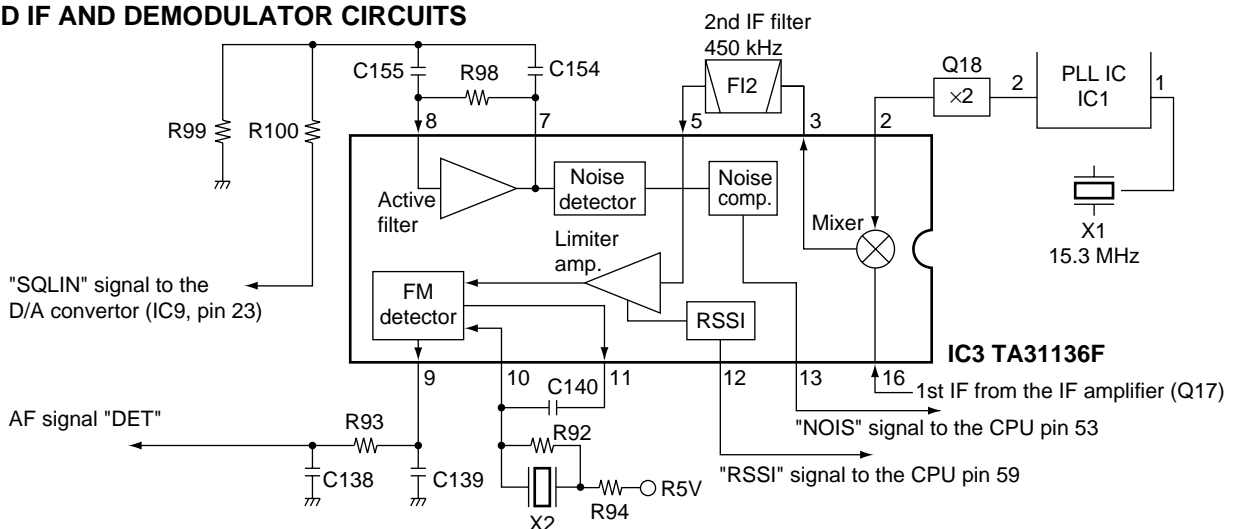 D IF AND DEMODULATOR CIRCUITS
2nd IF filter
450 kHz
FI2
Q18
×2
2
PLL IC
IC1
1
C155
R98
C154
R99
R100
8
7
5
3
2
X1
15.3 MHz
Active
filter
Noise
detector
Noise
comp.
Mixer
Limiter
amp.
"SQLIN" signal to the
D/A convertor (IC9, pin 23)
FM
detector
RSSI
IC3 TA31136F
9
10
11
12
13
16
1st IF from the IF amplifier (Q17)
C140
AF signal "DET"
R93
R92
"NOIS" signal to the CPU pin 53
"RSSI" signal to the CPU pin 59
C138
C139
X2
R94
R5V